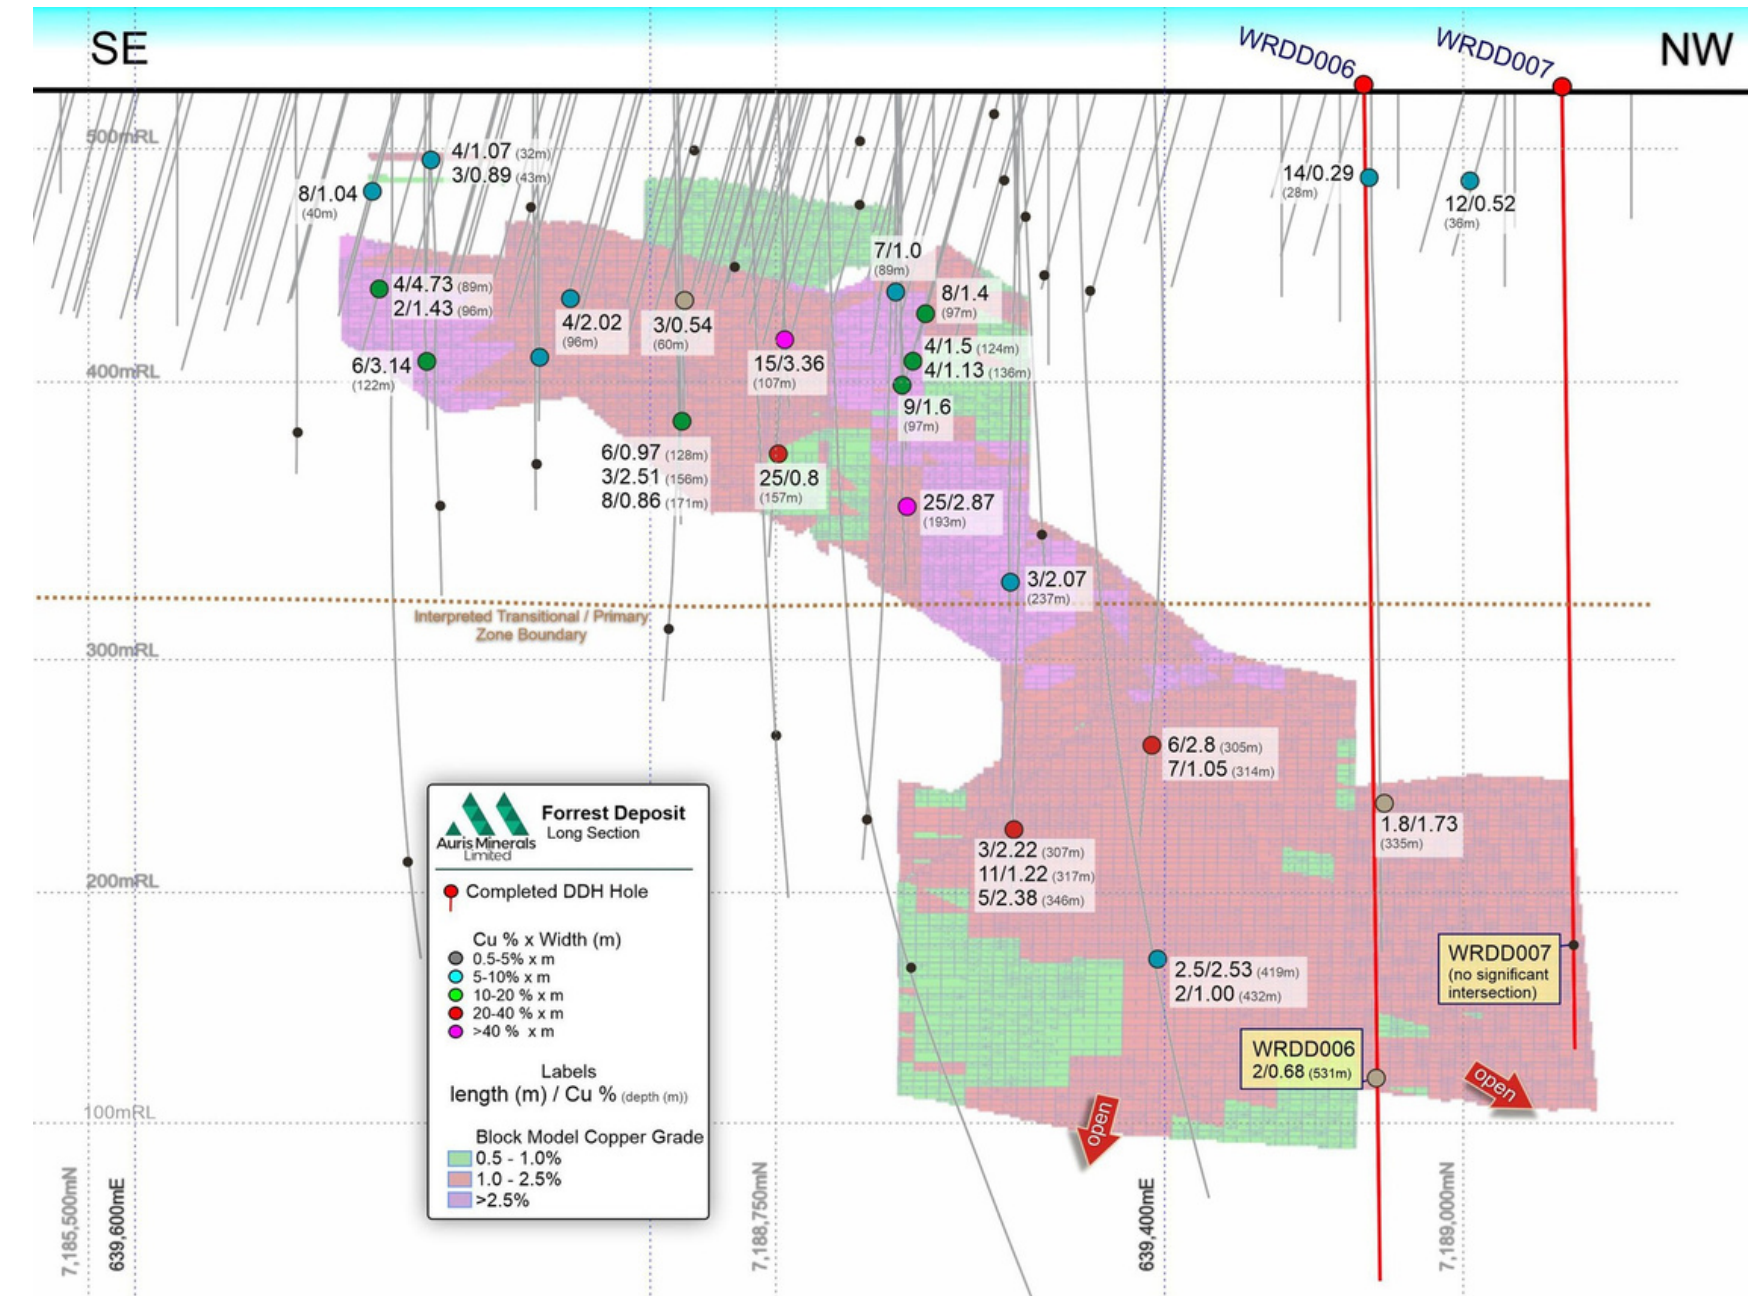 SE
WRDD006
WRDD007
NW
500mRL
4/1.07 (32m)
3/0.89 (43m)
8/1.04
(40m)
14/0.29
(28m)
12/0.52
(36m)
7/1.0
(89m)
4/4.73 (89m)
2/1.43 (96m)
8/1.4
(97m)
4/2.02
(96m)
3/0.54
(60m)
15/3.36
(107m)
4/1.5 (124m)
4/1.13 (136m)
6/3.14
(122m)
400mRL
9/1.6
(97m)
6/0.97 (128m)
3/2.51 (156m)
8/0.86 (171m)
25/0.8
(157m)
25/2.87
(193m)
3/2.07
(237m)
Interpreted Transitional / Primary
Zone Boundary
300mRL
6/2.8 (305m)
7/1.05 (314m)
1.8/1.73
(335m)
3/2.22 (307m)
11/1.22 (317m)
5/2.38 (346m)
200mRL
2.5/2.53 (419m)
2/1.00 (432m)
WRDD007
(no significant
intersection)
WRDD006
2/0.68 (531m)
open
open
100mRL
Auris Minerals
Limited
Forrest Deposit
Long Section
Completed DDH Hole
Cu % x Width (m)
0.5-5% x m
5-10% x m
10-20 % x m
20-40 % x m
>40 % x m
Labels
length (m) / Cu % (depth (m))
Block Model Copper Grade
0.5 - 1.0%
1.0 - 2.5%
>2.5%
7,185,500mN
639,600mE
7,188,750mN
639,400mE
7,189,000mN